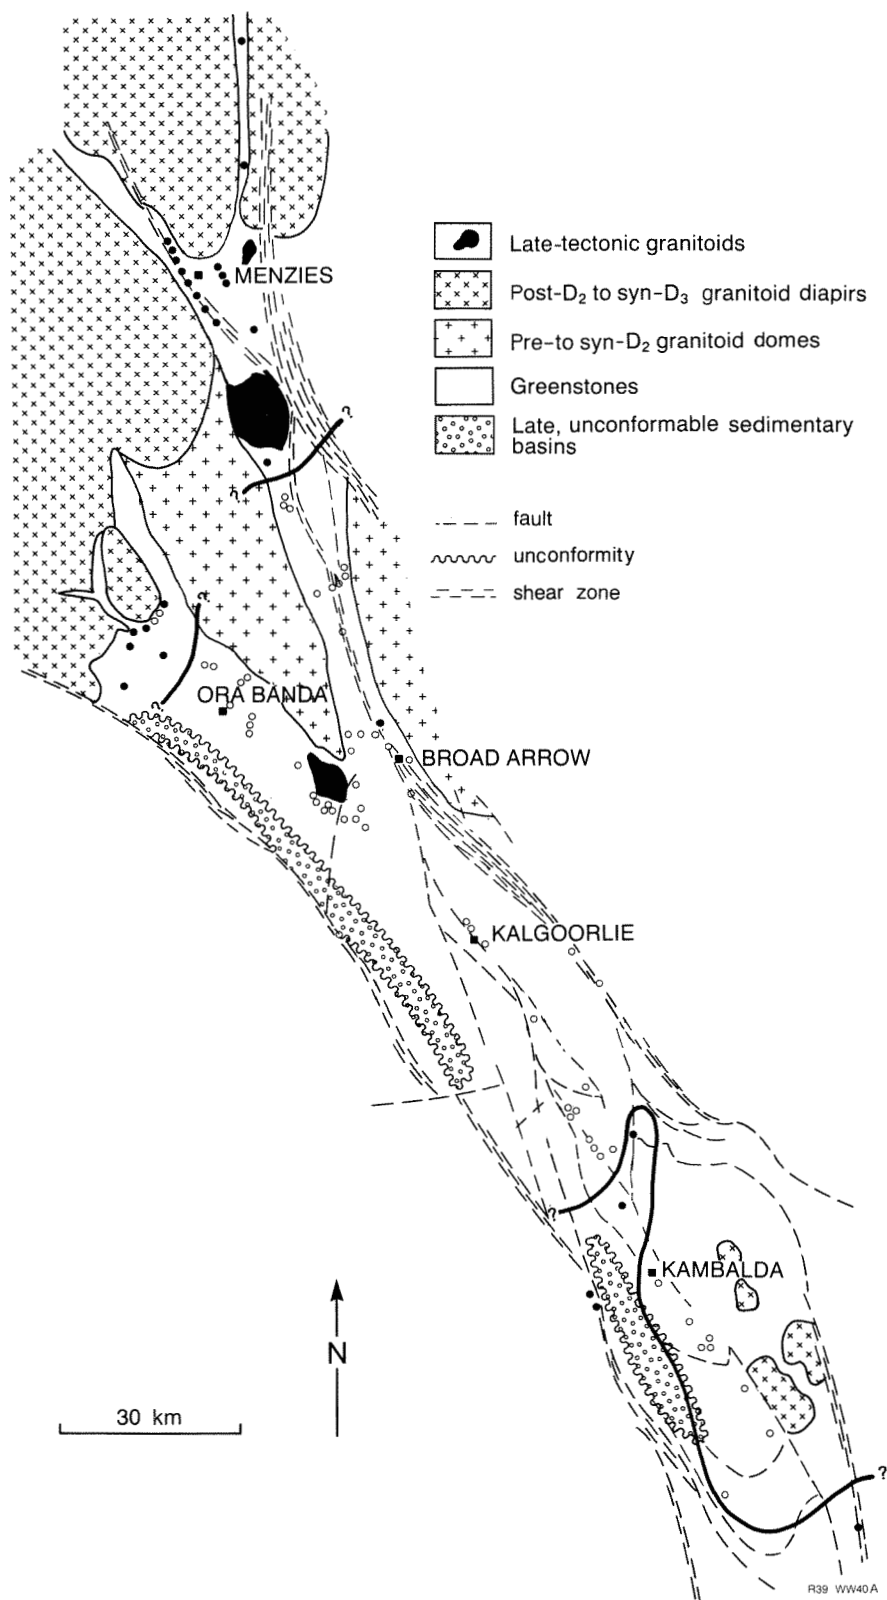 MENZIES
Late-tectonic granitoids
Post-D₂ to syn-D₃ granitoid diapirs
Pre-to syn-D₂ granitoid domes
Greenstones
Late, unconformable sedimentary
basins
fault
unconformity
shear zone
?
?
?
ORA BANDA
?
BROAD ARROW
KALGOORLIE
?
KAMBALDA
N
30 km
?
R39 WW40A